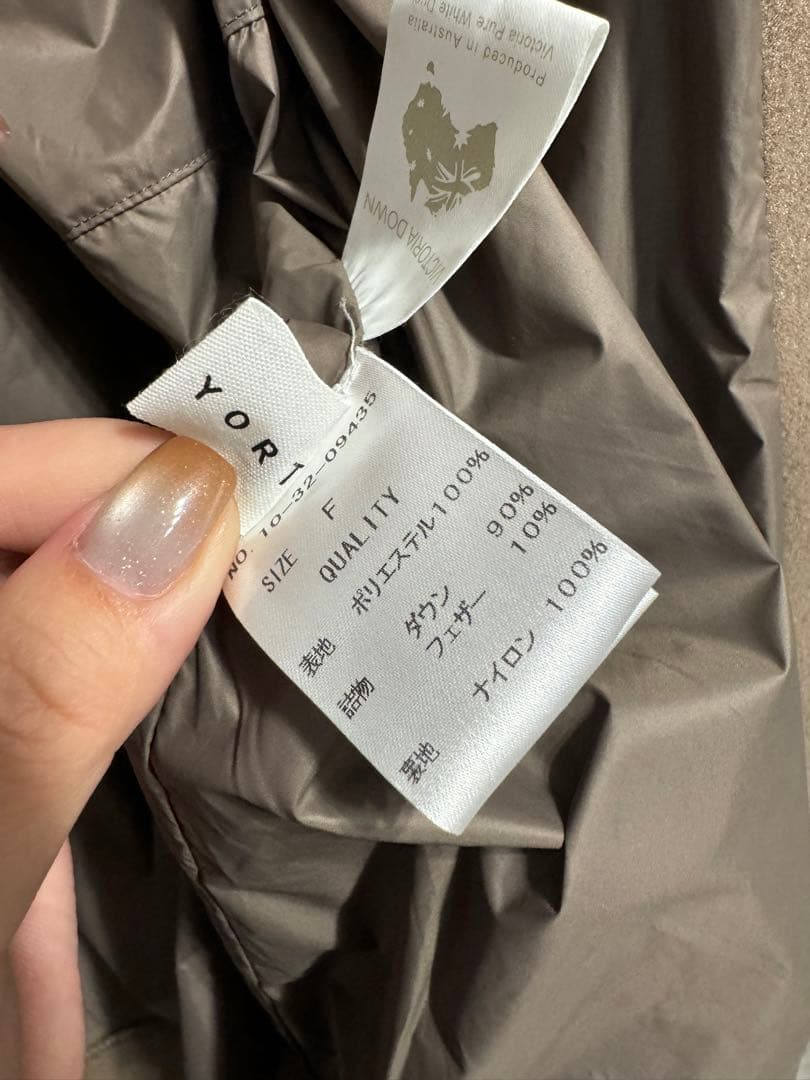 Victoria Pure White
Produced in Australia
VICTORIA DOWN
YORI
NO. 10-32-09435
SIZE F
QUALITY
表地 ポリエステル100%
詰物 ダウン 90%
フェザー 10%
裏地 ナイロン 100%